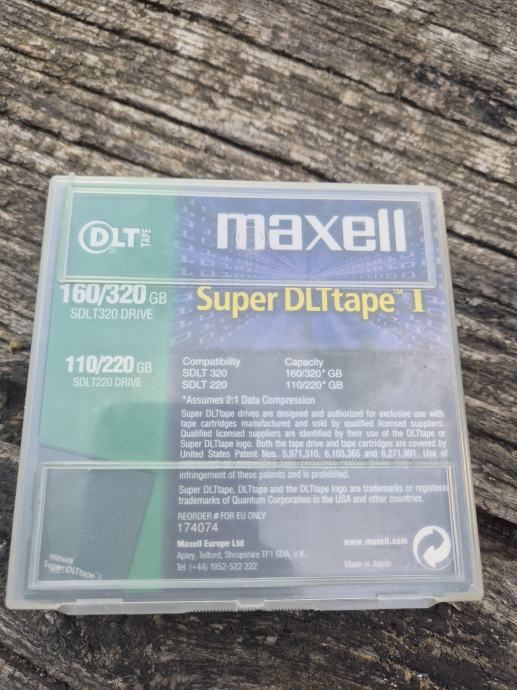 DLT TAPE
maxell
160/320 GB
SDLT320 DRIVE
Super DLTtape™ I
110/220 GB
SDLT220 DRIVE
Compatibility Capacity
SDLT 320 160/320* GB
SDLT 220 110/220* GB
*Assumes 2:1 Data Compression
Super DLTtape drives are designed and authorized for exclusive use with
tape cartridges manufactured and sold by qualified licensed suppliers.
Qualified licensed suppliers are identified by their use of the DLTtape or
Super DLTtape logo. Both the tape drive and tape cartridges are covered by
United States Patent Nos. 5,971,310, 6,103,365 and 6,271,991. Use of
infringement of these patents and is prohibited.
Super DLTtape, DLTtape and the DLTtape logo are trademarks or registered
trademarks of Quantum Corporation in the USA and other countries.
REORDER # FOR EU ONLY
174074
Maxell Europe Ltd
Apley, Telford, Shropshire TF1 6DA, U.K.
Tel. (+44) 1952-522 222
www.maxell.com
Made in Japan
maxell
Super DLTtape™ I